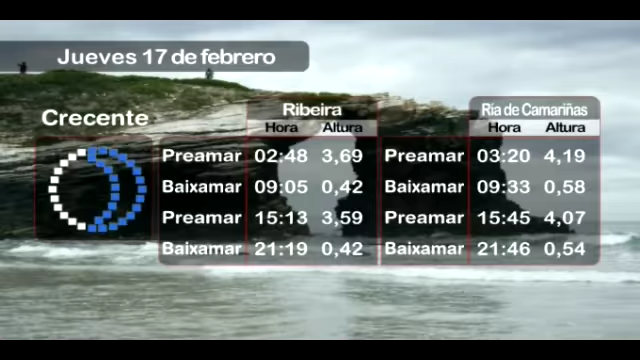 Jueves 17 de febrero
Crecente
Ribeira
Hora Altura
Preamar 02:48 3,69
Baixamar 09:05 0,42
Preamar 15:13 3,59
Baixamar 21:19 0,42
Ría de Camariñas
Hora Altura
Preamar 03:20 4,19
Baixamar 09:33 0,58
Preamar 15:45 4,07
Baixamar 21:46 0,54